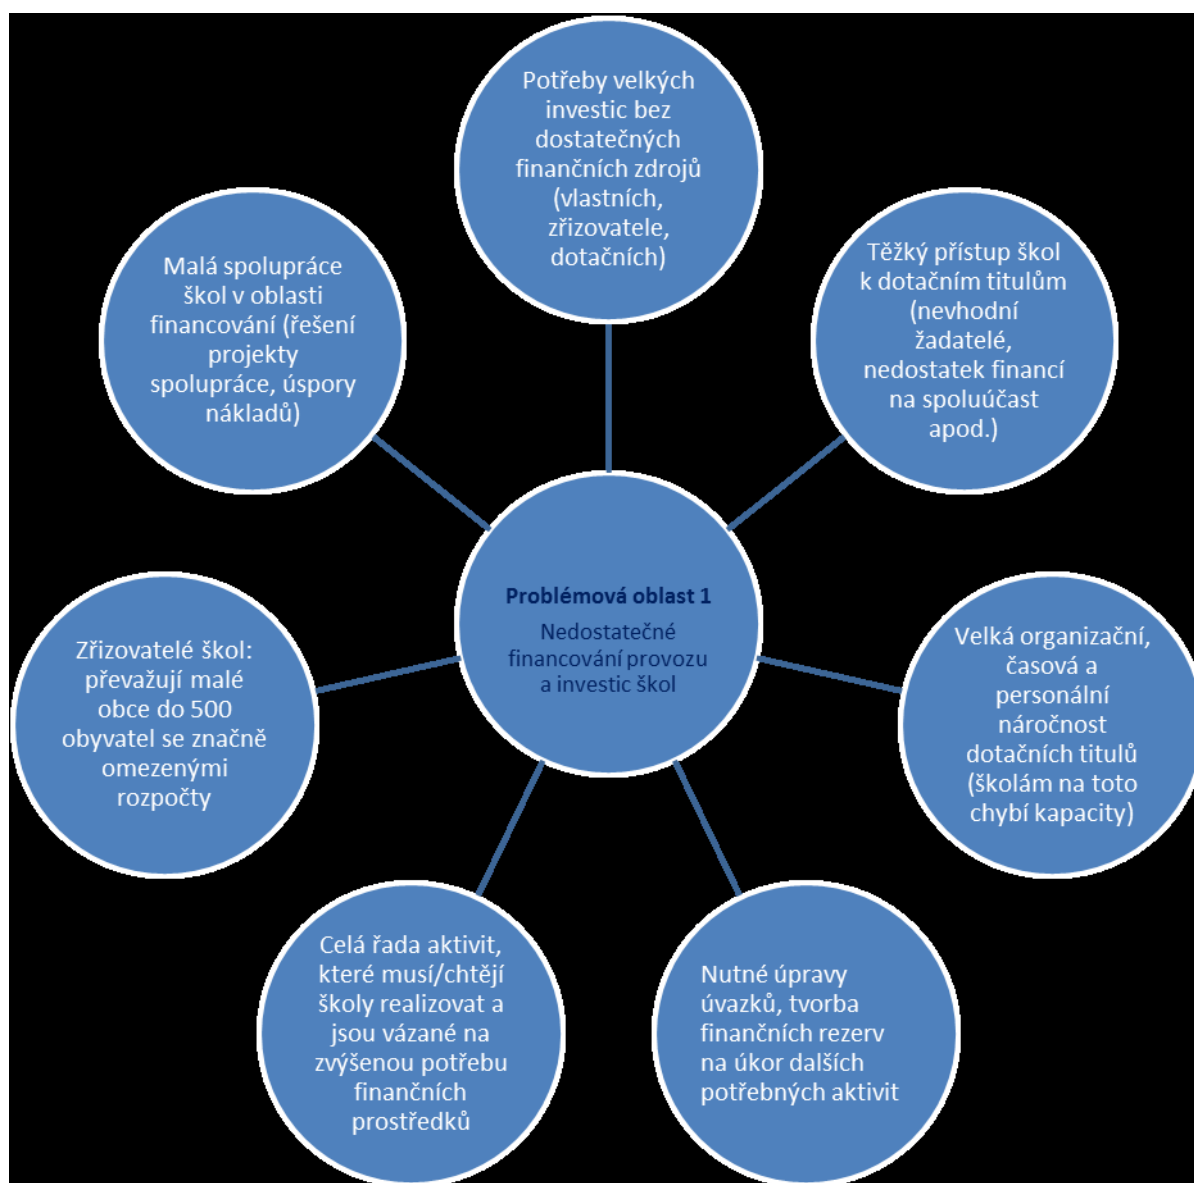 Potřeby velkých
investic bez
dostatečných
finančních zdrojů
(vlastních,
zřizovatele,
dotačních)
Těžký přístup škol
k dotačním titulům
(nevhodní
žadatelé,
nedostatek financí
na spoluúčast
apod.)
Velká organizační,
časová a
personální
náročnost
dotačních titulů
(školám na toto
chybí kapacity)
Nutné úpravy
úvazků, tvorba
finančních rezerv
na úkor dalších
potřebných aktivit
Celá řada aktivit,
které musí/chtějí
školy realizovat a
jsou vázané na
zvýšenou potřebu
finančních
prostředků
Zřizovatelé škol:
převažují malé
obce do 500
obyvatel se značně
omezenými
rozpočty
Malá spolupráce
škol v oblasti
financování (řešení
projekty
spolupráce, úspory
nákladů)
Problémová oblast 1
Nedostatečné
financování provozu
a investic škol